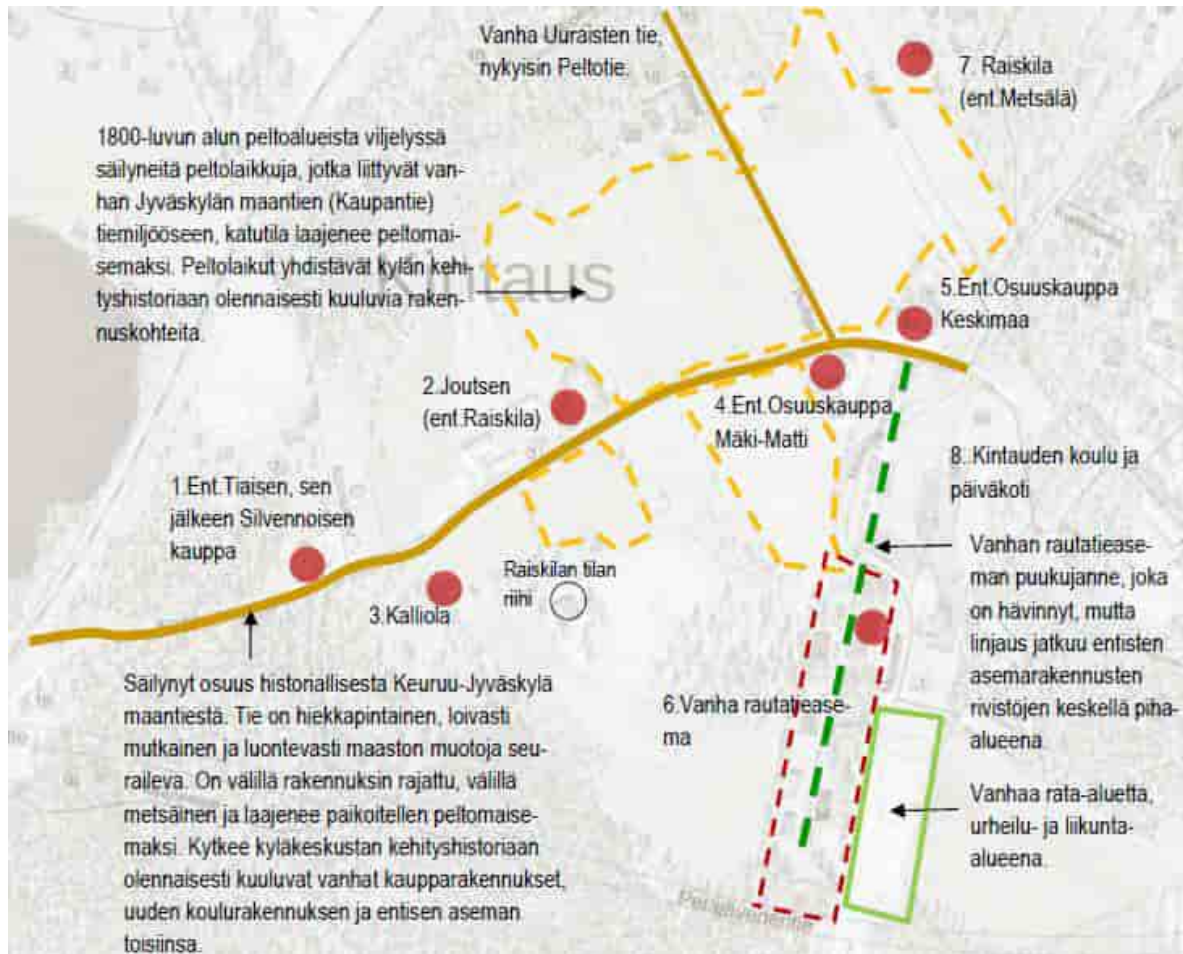 Vanha Uuraisten tie,
nykyisin Peltotie.
7. Raiskila
(ent.Metsälä)
1800-luvun alun peltoalueista viljelyssä
säilyneitä peltolaikkuja, jotka liittyvät van-
han Jyväskylän maantien (Kaupantie)
tiemiljööseen, katutila laajenee peltomai-
semaksi. Peltolaikut yhdistävät kylän kehi-
tyshistoriaan olennaisesti kuuluvia raken-
nuskohteita.
Kintaus
5.Ent.Osuuskauppa
Keskimaa
2.Joutsen
(ent.Raiskila)
4.Ent.Osuuskauppa
Mäki-Matti
1.Ent.Tiaisen, sen
jälkeen Silvennoisen
kauppa
8..Kintauden koulu ja
päiväkoti
Raiskilan tilan
riihi
3.Kalliola
Vanhan rautatiease-
man puukujanne, joka
on hävinnyt, mutta
linjaus jatkuu entisten
asemarakennusten
rivistöjen keskellä piha-
alueena.
Säilynyt osuus historiallisesta Keuruu-Jyväskylä
maantiestä. Tie on hiekkapintainen, loivasti
mutkainen ja luontevasti maaston muotoja seu-
raileva. On välillä rakennuksin rajattu, välillä
metsäinen ja laajenee paikoitellen peltomaise-
maksi. Kytkee kyläkeskustan kehityshistoriaan
olennaisesti kuuluvat vanhat kaupparakennukset,
uuden koulurakennuksen ja entisen aseman
toisiinsa.
6.Vanha rautatiease-
ma
Vanhaa rata-aluetta,
urheilu- ja liikunta-
alueena.